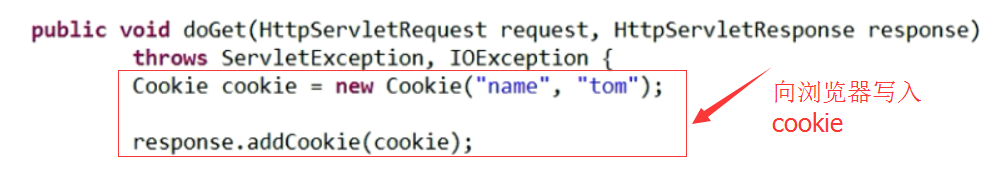 public void doGet(HttpServletRequest request, HttpServletResponse response)
throws ServletException, IOException {
Cookie cookie = new Cookie("name", "tom");
response.addCookie(cookie);
向浏览器写入
cookie